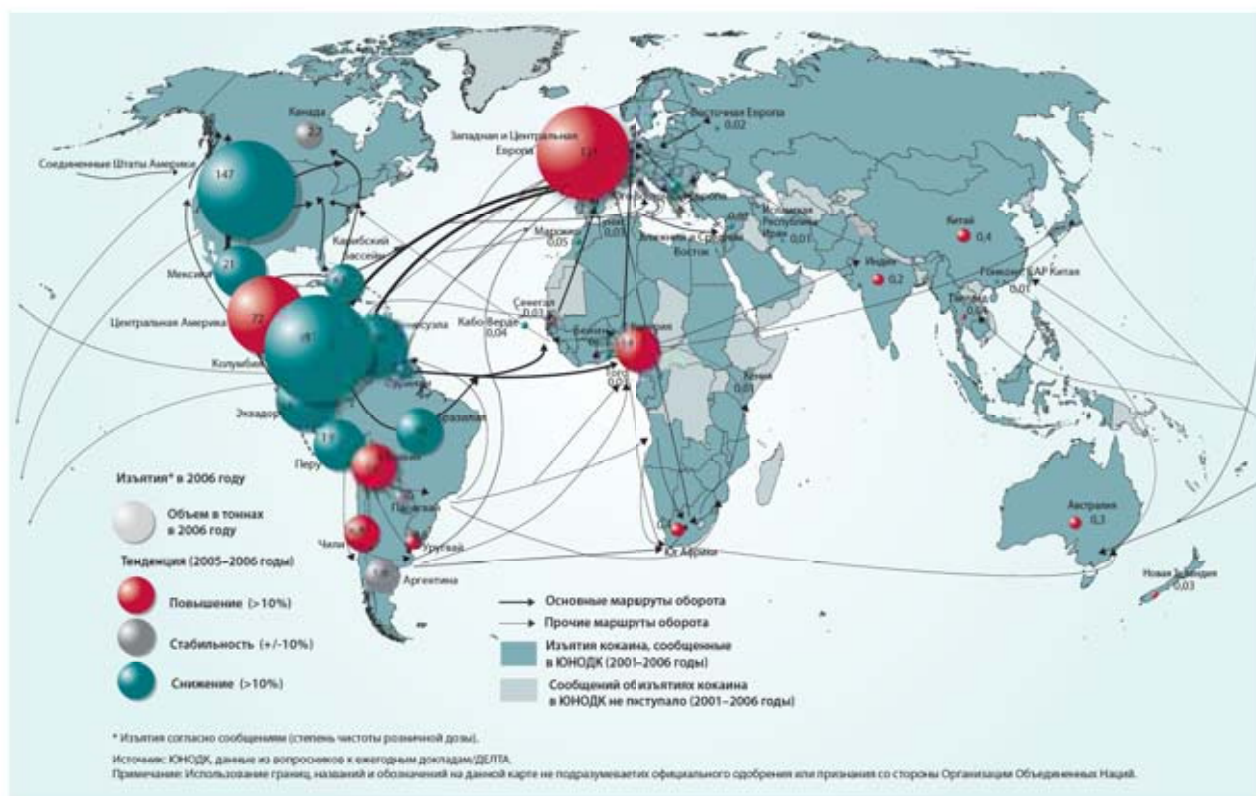 Канада
Соединенные Штаты Америки
147
Западная и Центральная
Европа
Восточная Европа
0,02
Карибский
бассейн
Мексика
21
Центральная Америка
72
Колумбия
Эквадор
Перу
Чили
Уругвай
Аргентина
Марокко
0,05
Ближний и Средний
Восток
Исламская
Республика
Иран
0,01
Китай
0,4
Индия
0,2
Гонконг САР Китая
0,01
Сенегал
0,03
Кабо-Верде
0,04
Кения
0,01
Юг Африки
Австралия
0,3
Новая Зеландия
0,03
Изъятия* в 2006 году
Объем в тоннах
в 2006 году
Тенденция (2005–2006 годы)
Повышение (>10%)
Стабильность (+/-10%)
Снижение (>10%)
Основные маршруты оборота
Прочие маршруты оборота
Изъятия кокаина, сообщенные
в ЮНОДК (2001–2006 годы)
Сообщений об изъятиях кокаина
в ЮНОДК не поступало (2001–2006 годы)
* Изъятия согласно сообщениям (степень чистоты розничной дозы).
Источник: ЮНОДК, данные из вопросников к ежегодным докладам/ДЕЛТА.
Примечание: Использование границ, названий и обозначений на данной карте не подразумевает их официального одобрения или признания со стороны Организации Объединенных Наций.